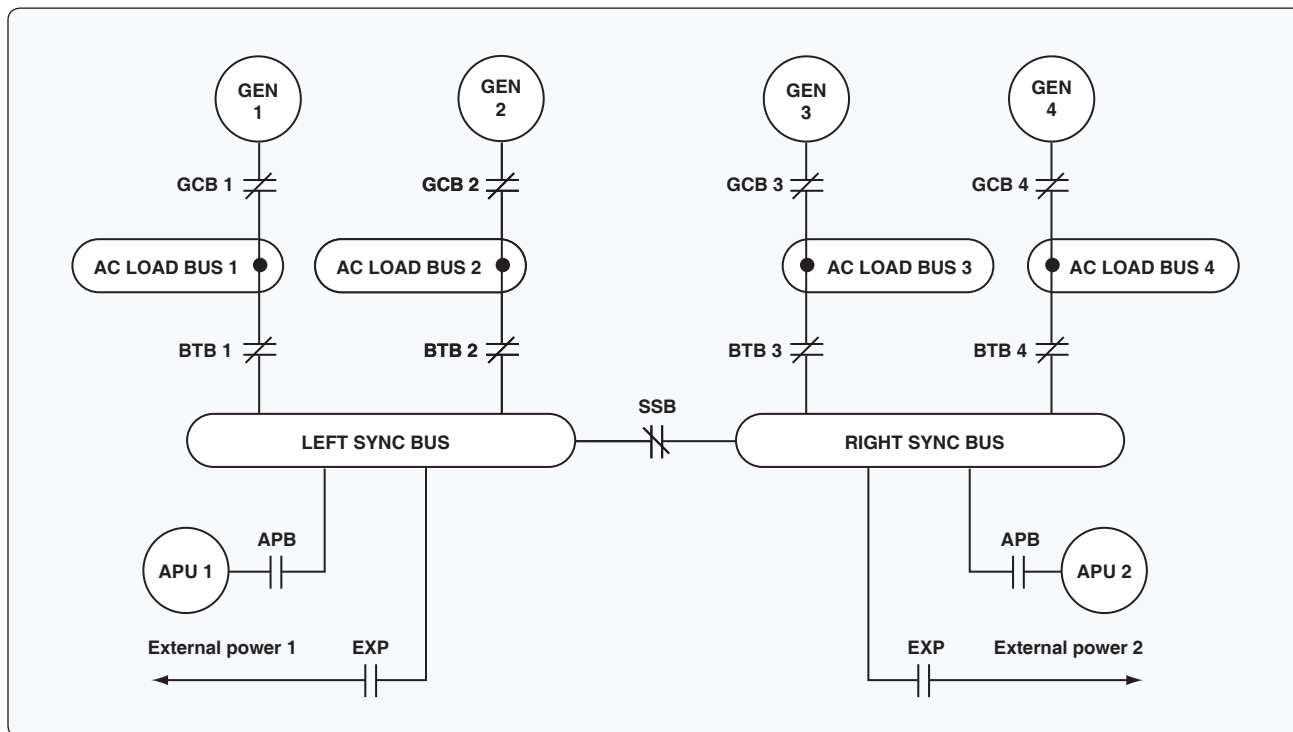 GEN
1
GEN
2
GEN
3
GEN
4
GCB 1
GCB 2
GCB 3
GCB 4
AC LOAD BUS 1
AC LOAD BUS 2
AC LOAD BUS 3
AC LOAD BUS 4
BTB 1
BTB 2
BTB 3
BTB 4
SSB
LEFT SYNC BUS
RIGHT SYNC BUS
APB
APB
APU 1
APU 2
External power 1
EXP
EXP
External power 2